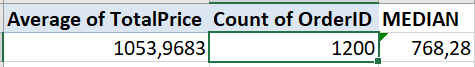 Average of TotalPrice Count of OrderID MEDIAN
1053,9683 1200 768,28